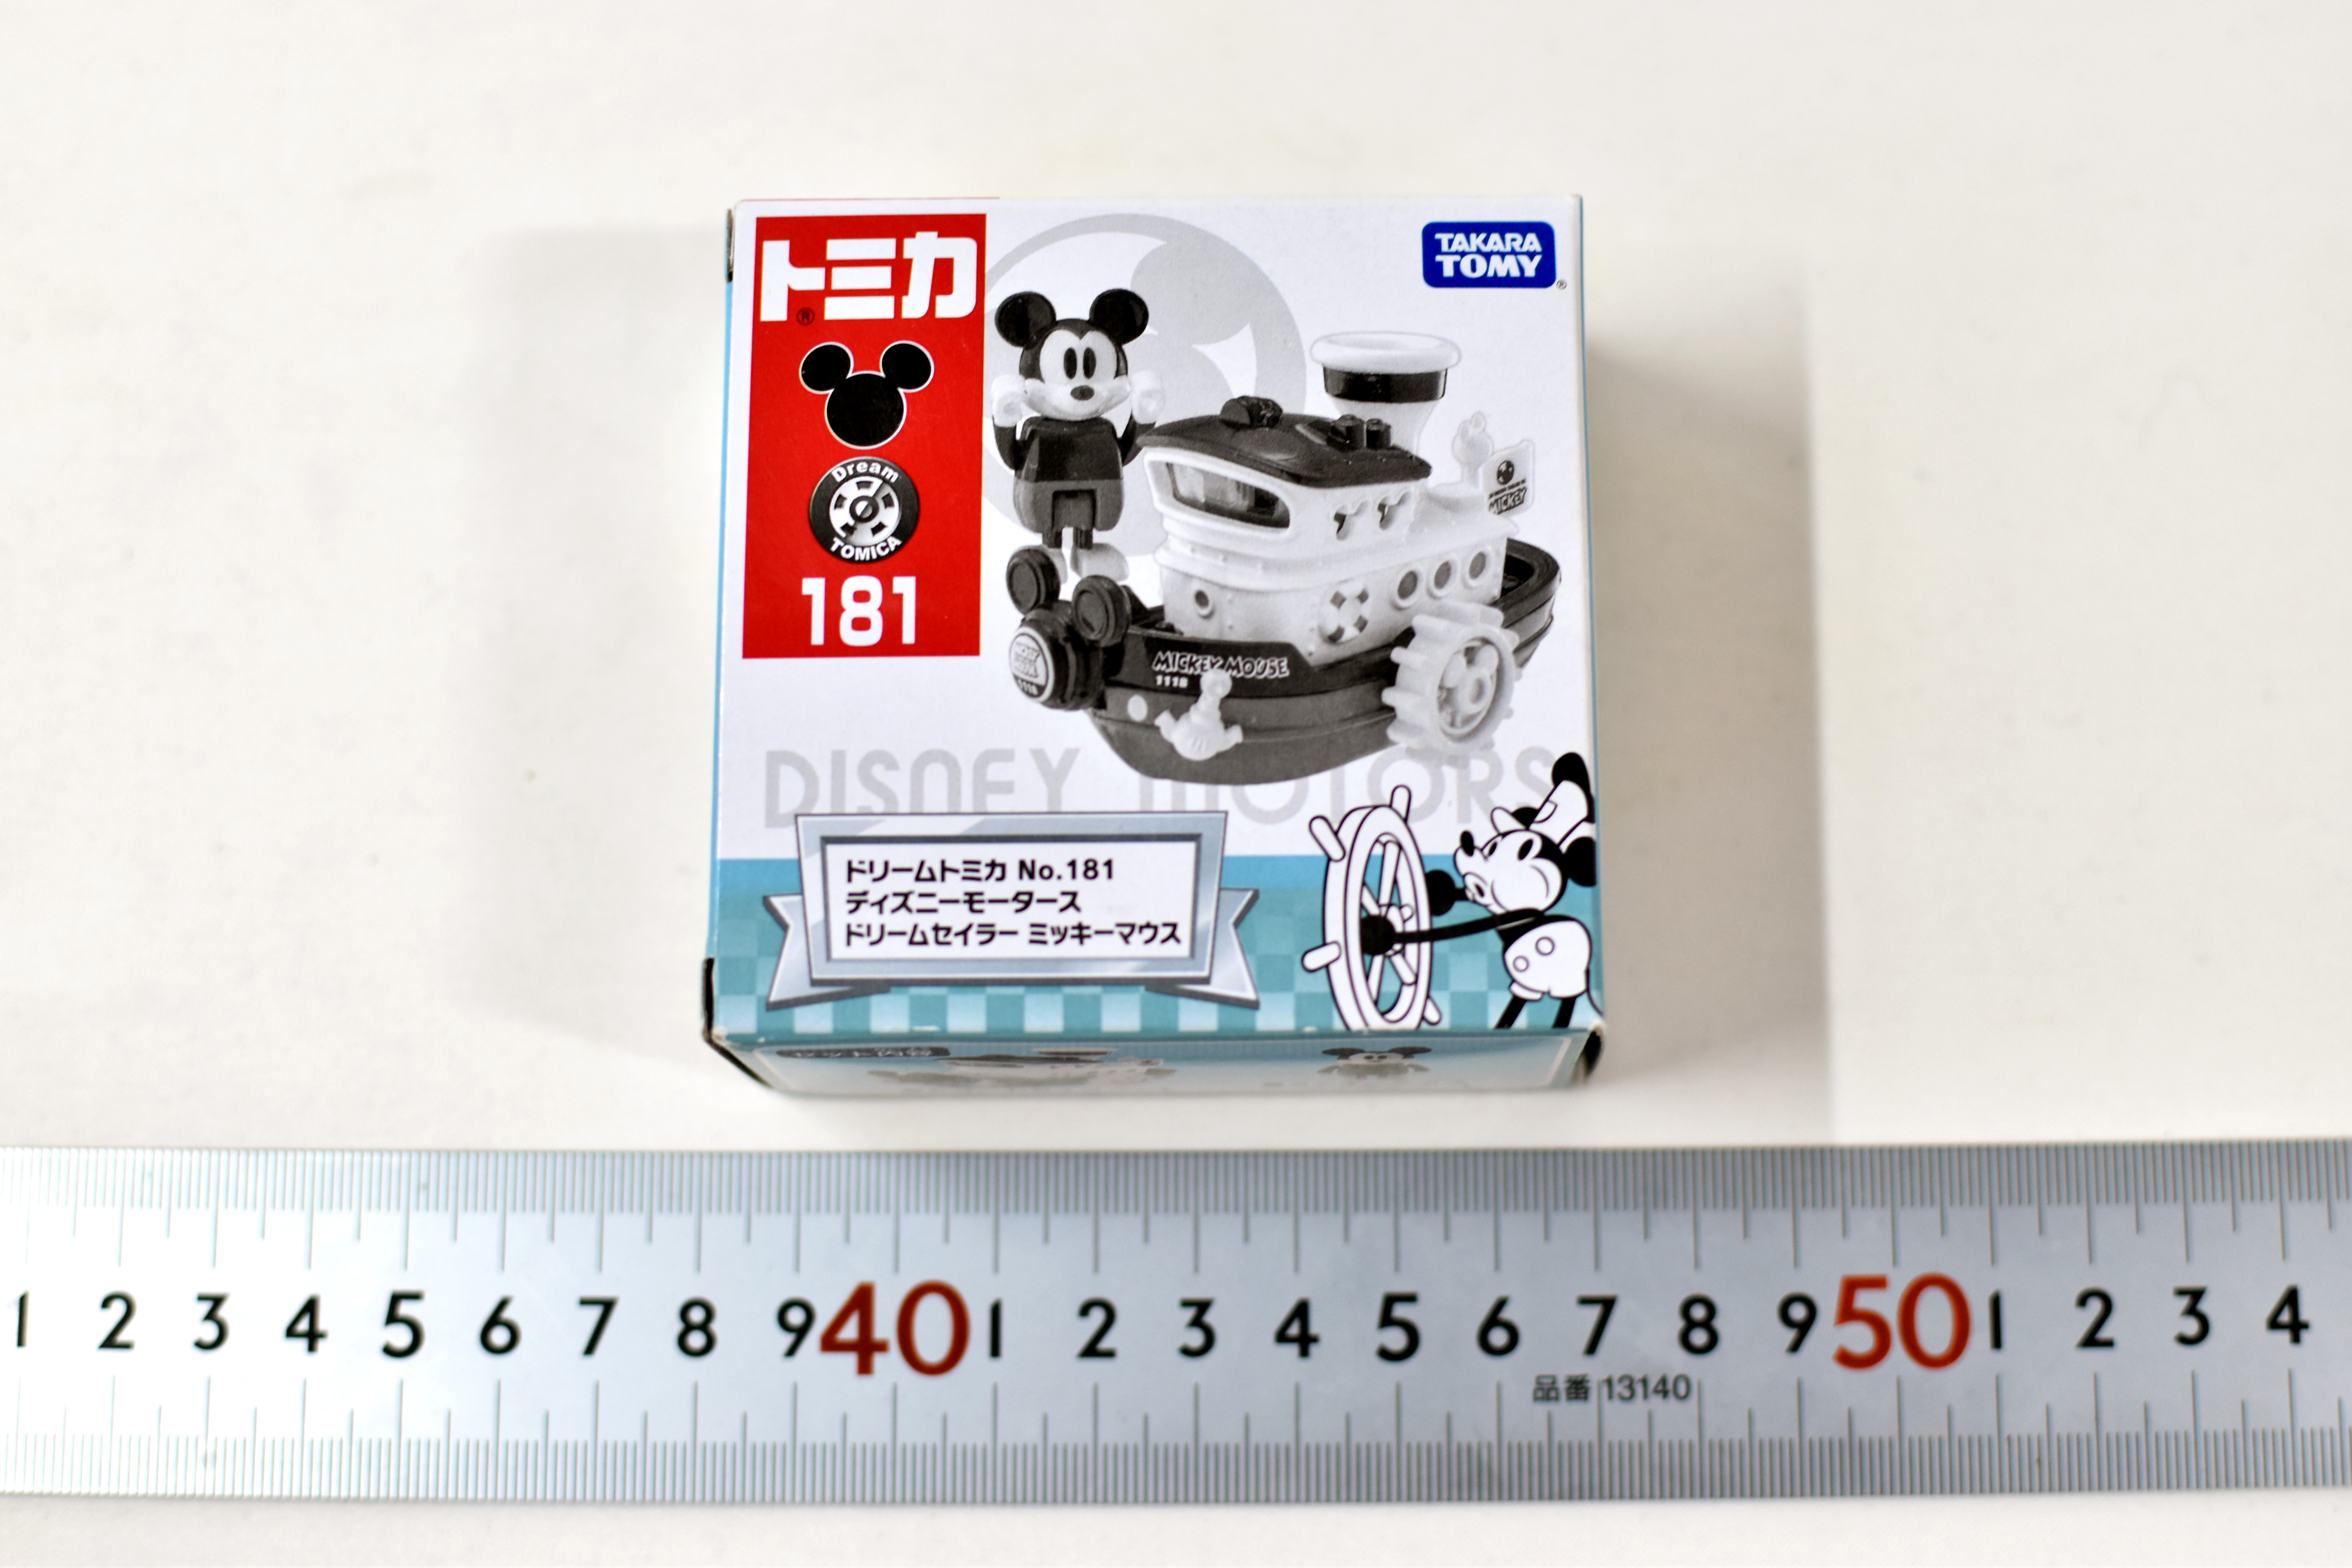 トミカ®
TAKARA
TOMY®
Dream
TOMICA
181
MICKEY
MICKEY MOUSE
1118
DISNEY MOTORS
ドリームトミカ No.181
ディズニーモータース
ドリームセイラー ミッキーマウス
1 2 3 4 5 6 7 8 9 40 1 2 3 4 5 6 7 8 9 50 1 2 3 4
品番 13140